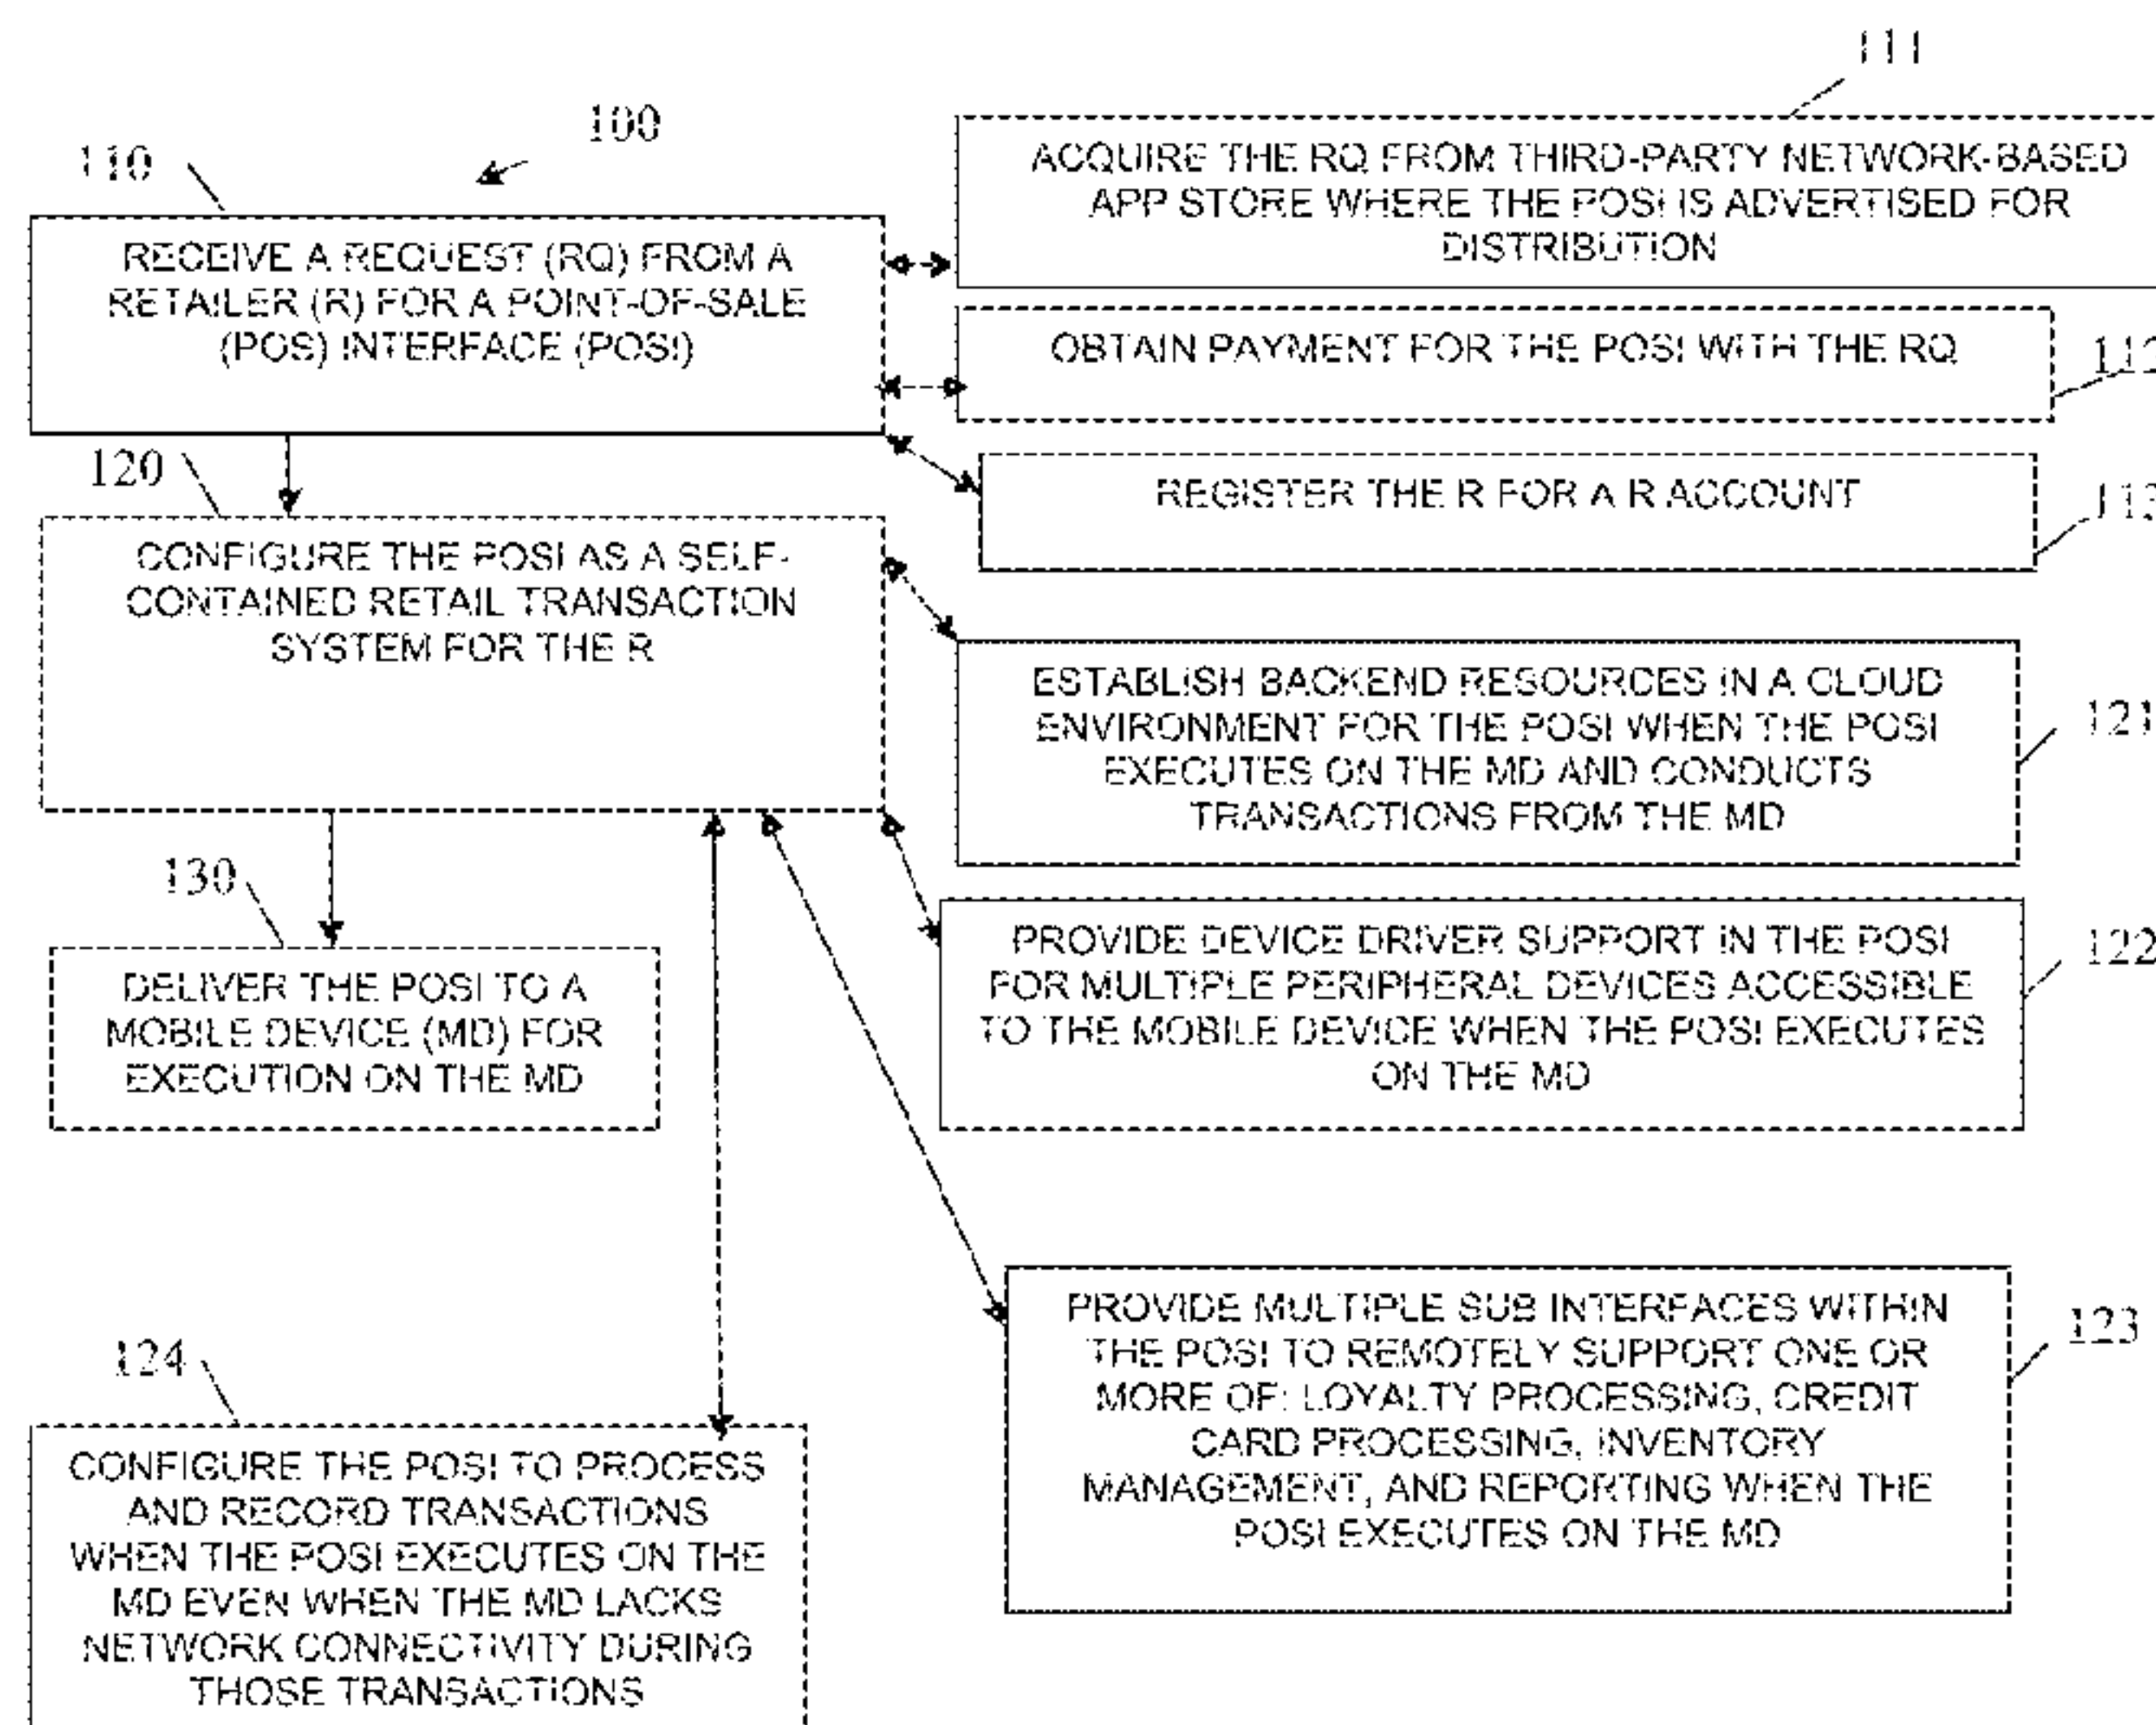 111
100
110
ACQUIRE THE RQ FROM THIRD-PARTY NETWORK-BASED
APP STORE WHERE THE POSI IS ADVERTISED FOR
DISTRIBUTION
RECEIVE A REQUEST (RQ) FROM A
RETAILER (R) FOR A POINT-OF-SALE
(POS) INTERFACE (POSI)
OBTAIN PAYMENT FOR THE POSI WITH THE RQ
112
120
REGISTER THE R FOR A R ACCOUNT
113
CONFIGURE THE POSI AS A SELF-
CONTAINED RETAIL TRANSACTION
SYSTEM FOR THE R
ESTABLISH BACKEND RESOURCES IN A CLOUD
ENVIRONMENT FOR THE POSI WHEN THE POSI
EXECUTES ON THE MD AND CONDUCTS
TRANSACTIONS FROM THE MD
121
130
DELIVER THE POSI TO A
MOBILE DEVICE (MD) FOR
EXECUTION ON THE MD
PROVIDE DEVICE DRIVER SUPPORT IN THE POSI
FOR MULTIPLE PERIPHERAL DEVICES ACCESSIBLE
TO THE MOBILE DEVICE WHEN THE POSI EXECUTES
ON THE MD
122
PROVIDE MULTIPLE SUB INTERFACES WITHIN
THE POSI TO REMOTELY SUPPORT ONE OR
MORE OF: LOYALTY PROCESSING, CREDIT
CARD PROCESSING, INVENTORY
MANAGEMENT, AND REPORTING WHEN THE
POSI EXECUTES ON THE MD
123
124
CONFIGURE THE POSI TO PROCESS
AND RECORD TRANSACTIONS
WHEN THE POSI EXECUTES ON THE
MD EVEN WHEN THE MD LACKS
NETWORK CONNECTIVITY DURING
THOSE TRANSACTIONS